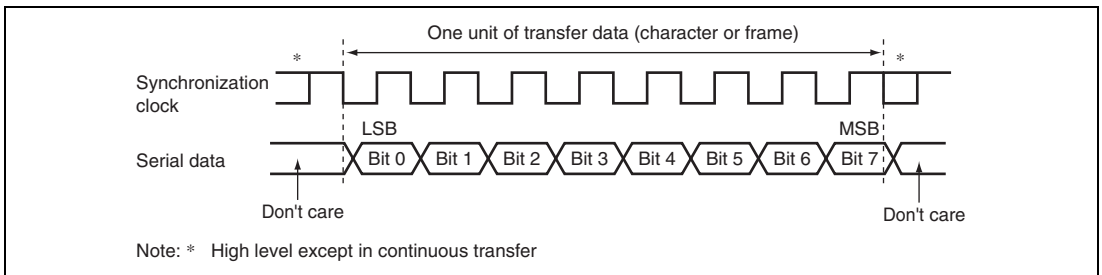 One unit of transfer data (character or frame)
* *
Synchronization
clock
LSB MSB
Serial data Bit 0 Bit 1 Bit 2 Bit 3 Bit 4 Bit 5 Bit 6 Bit 7
Don't care Don't care
Note: * High level except in continuous transfer